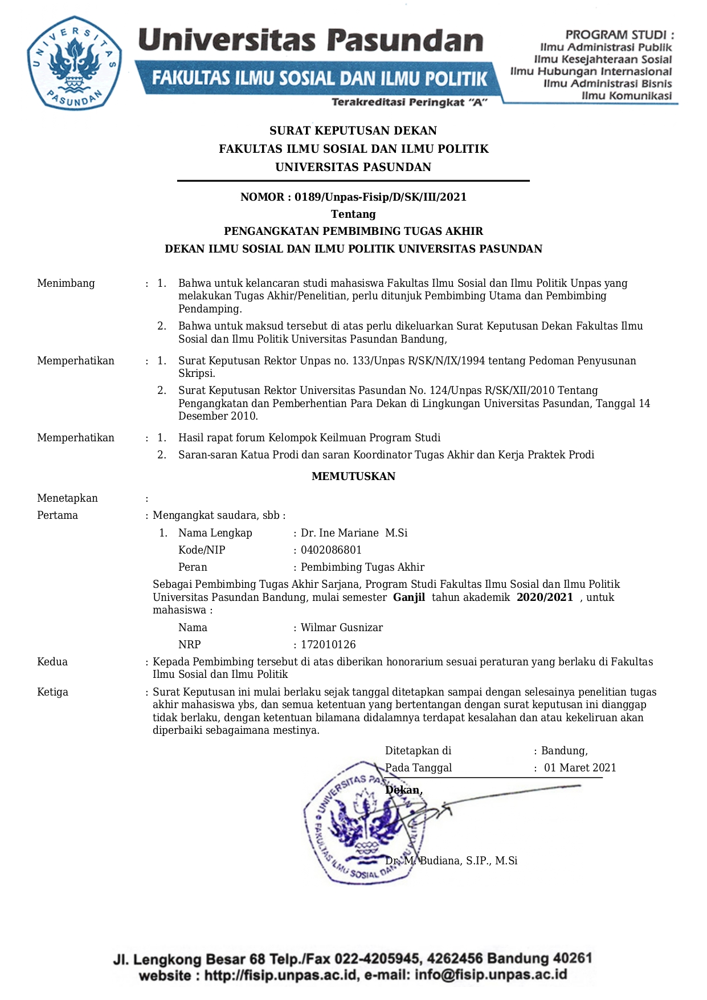 UNIVERSITAS
PASUNDAN
Universitas Pasundan
FAKULTAS ILMU SOSIAL DAN ILMU POLITIK
Terakreditasi Peringkat “A”
PROGRAM STUDI :
Ilmu Administrasi Publik
Ilmu Kesejahteraan Sosial
Ilmu Hubungan Internasional
Ilmu Administrasi Bisnis
Ilmu Komunikasi
SURAT KEPUTUSAN DEKAN
FAKULTAS ILMU SOSIAL DAN ILMU POLITIK
UNIVERSITAS PASUNDAN
NOMOR : 0189/Unpas-Fisip/D/SK/III/2021
Tentang
PENGANGKATAN PEMBIMBING TUGAS AKHIR
DEKAN ILMU SOSIAL DAN ILMU POLITIK UNIVERSITAS PASUNDAN
Menimbang : 1. Bahwa untuk kelancaran studi mahasiswa Fakultas Ilmu Sosial dan Ilmu Politik Unpas yang
melakukan Tugas Akhir/Penelitian, perlu ditunjuk Pembimbing Utama dan Pembimbing
Pendamping.
2. Bahwa untuk maksud tersebut di atas perlu dikeluarkan Surat Keputusan Dekan Fakultas Ilmu
Sosial dan Ilmu Politik Universitas Pasundan Bandung,
Memperhatikan : 1. Surat Keputusan Rektor Unpas no. 133/Unpas R/SK/N/IX/1994 tentang Pedoman Penyusunan
Skripsi.
2. Surat Keputusan Rektor Universitas Pasundan No. 124/Unpas R/SK/XII/2010 Tentang
Pengangkatan dan Pemberhentian Para Dekan di Lingkungan Universitas Pasundan, Tanggal 14
Desember 2010.
Memperhatikan : 1. Hasil rapat forum Kelompok Keilmuan Program Studi
2. Saran-saran Katua Prodi dan saran Koordinator Tugas Akhir dan Kerja Praktek Prodi
MEMUTUSKAN
Menetapkan :
Pertama : Mengangkat saudara, sbb :
1. Nama Lengkap : Dr. Ine Mariane M.Si
Kode/NIP : 0402086801
Peran : Pembimbing Tugas Akhir
Sebagai Pembimbing Tugas Akhir Sarjana, Program Studi Fakultas Ilmu Sosial dan Ilmu Politik
Universitas Pasundan Bandung, mulai semester Ganjil tahun akademik 2020/2021 , untuk
mahasiswa :
Nama : Wilmar Gusnizar
NRP : 172010126
Kedua : Kepada Pembimbing tersebut di atas diberikan honorarium sesuai peraturan yang berlaku di Fakultas
Ilmu Sosial dan Ilmu Politik
Ketiga : Surat Keputusan ini mulai berlaku sejak tanggal ditetapkan sampai dengan selesainya penelitian tugas
akhir mahasiswa ybs, dan semua ketentuan yang bertentangan dengan surat keputusan ini dianggap
tidak berlaku, dengan ketentuan bilamana didalamnya terdapat kesalahan dan atau kekeliruan akan
diperbaiki sebagaimana mestinya.
Ditetapkan di : Bandung,
Pada Tanggal : 01 Maret 2021
Dekan,
UNIVERSITAS PASUNDAN
FAKULTAS ILMU SOSIAL DAN ILMU POLITIK
Dr. M. Budiana, S.IP., M.Si
Jl. Lengkong Besar 68 Telp./Fax 022-4205945, 4262456 Bandung 40261
website : http://fisip.unpas.ac.id, e-mail: info@fisip.unpas.ac.id